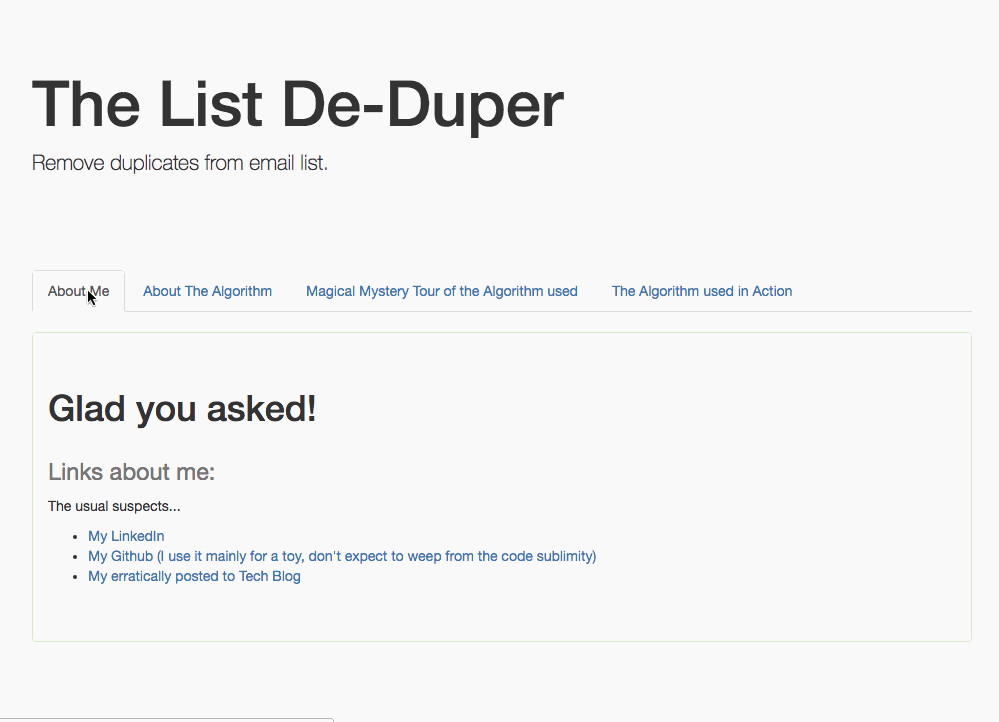 The List De-Duper
Remove duplicates from email list.
About Me
About The Algorithm
Magical Mystery Tour of the Algorithm used
The Algorithm used in Action
Glad you asked!
Links about me:
The usual suspects...
My LinkedIn
My Github (I use it mainly for a toy, don't expect to weep from the code sublimity)
My erratically posted to Tech Blog